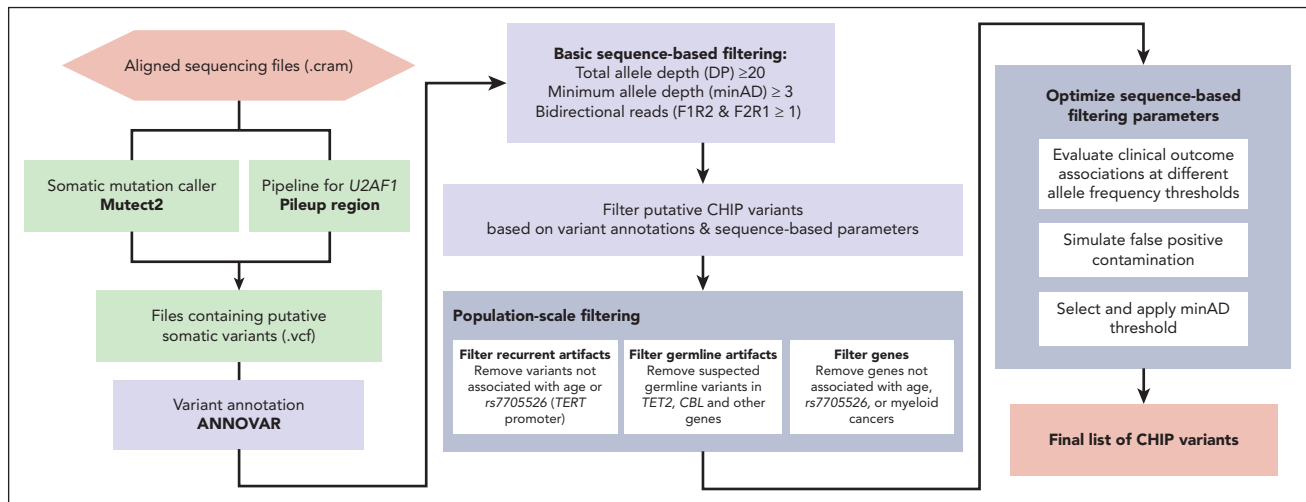 Aligned sequencing files (.cram)
Somatic mutation caller
Mutect2
Pipeline for U2AF1
Pileup region
Files containing putative
somatic variants (.vcf)
Variant annotation
ANNOVAR
Basic sequence-based filtering:
Total allele depth (DP) ≥20
Minimum allele depth (minAD) ≥ 3
Bidirectional reads (F1R2 & F2R1 ≥ 1)
Filter putative CHIP variants
based on variant annotations & sequence-based parameters
Population-scale filtering
Filter recurrent artifacts
Remove variants not
associated with age or
rs7705526 (TERT
promoter)
Filter germline artifacts
Remove suspected
germline variants in
TET2, CBL and other
genes
Filter genes
Remove genes not
associated with age,
rs7705526, or myeloid
cancers
Optimize sequence-based
filtering parameters
Evaluate clinical outcome
associations at different
allele frequency thresholds
Simulate false positive
contamination
Select and apply minAD
threshold
Final list of CHIP variants